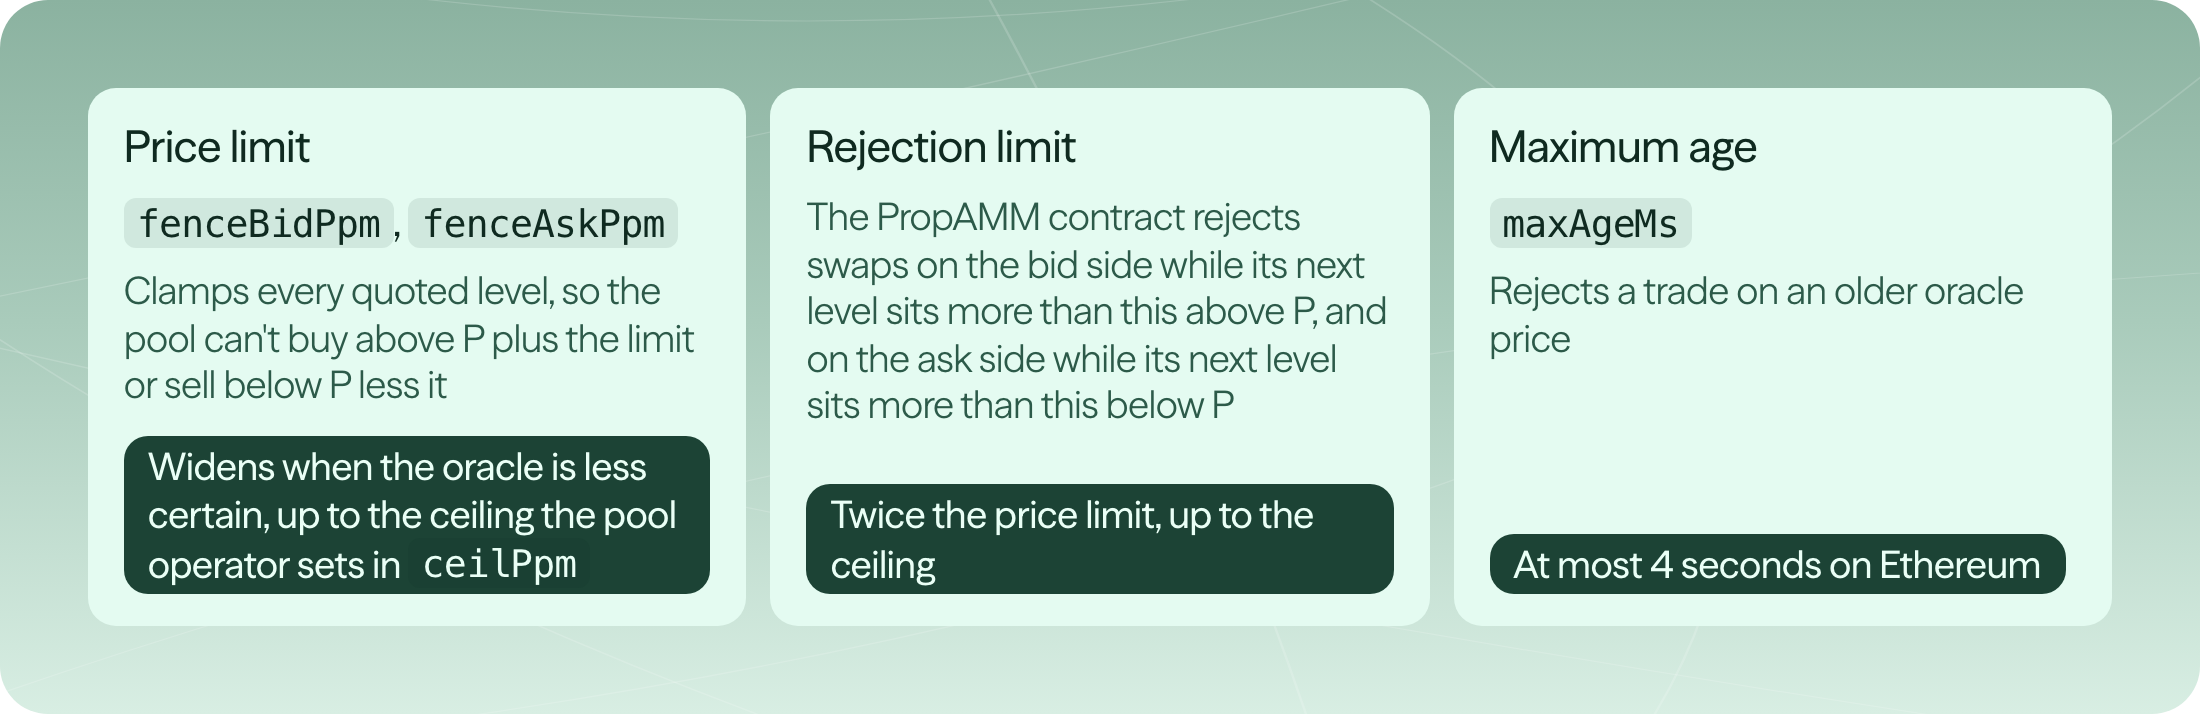 Price limit
fenceBidPpm, fenceAskPpm
Clamps every quoted level, so the
pool can't buy above P plus the limit
or sell below P less it
Widens when the oracle is less
certain, up to the ceiling the pool
operator sets in ceilPpm
Rejection limit
The PropAMM contract rejects
swaps on the bid side while its next
level sits more than this above P, and
on the ask side while its next level
sits more than this below P
Twice the price limit, up to the
ceiling
Maximum age
maxAgeMs
Rejects a trade on an older oracle
price
At most 4 seconds on Ethereum